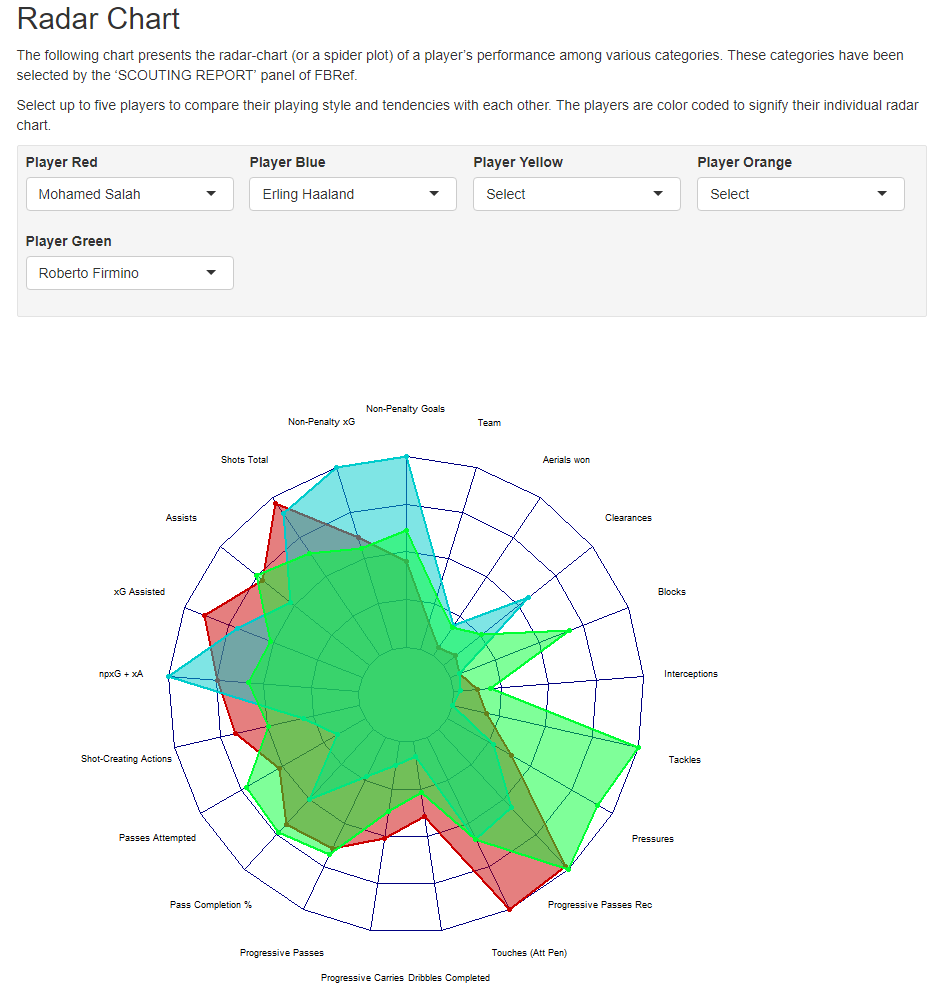 Radar Chart
The following chart presents the radar-chart (or a spider plot) of a player’s performance among various categories. These categories have been
selected by the ‘SCOUTING REPORT’ panel of FBRef.
Select up to five players to compare their playing style and tendencies with each other. The players are color coded to signify their individual radar
chart.
Player Red
Player Blue
Player Yellow
Player Orange
Mohamed Salah
Erling Haaland
Select
Select
Player Green
Roberto Firmino
Non-Penalty Goals
Non-Penalty xG
Team
Shots Total
Aerials won
Assists
Clearances
xG Assisted
Blocks
npxG + xA
Interceptions
Shot-Creating Actions
Tackles
Passes Attempted
Pressures
Pass Completion %
Progressive Passes Rec
Progressive Passes
Touches (Att Pen)
Progressive Carries
Dribbles Completed